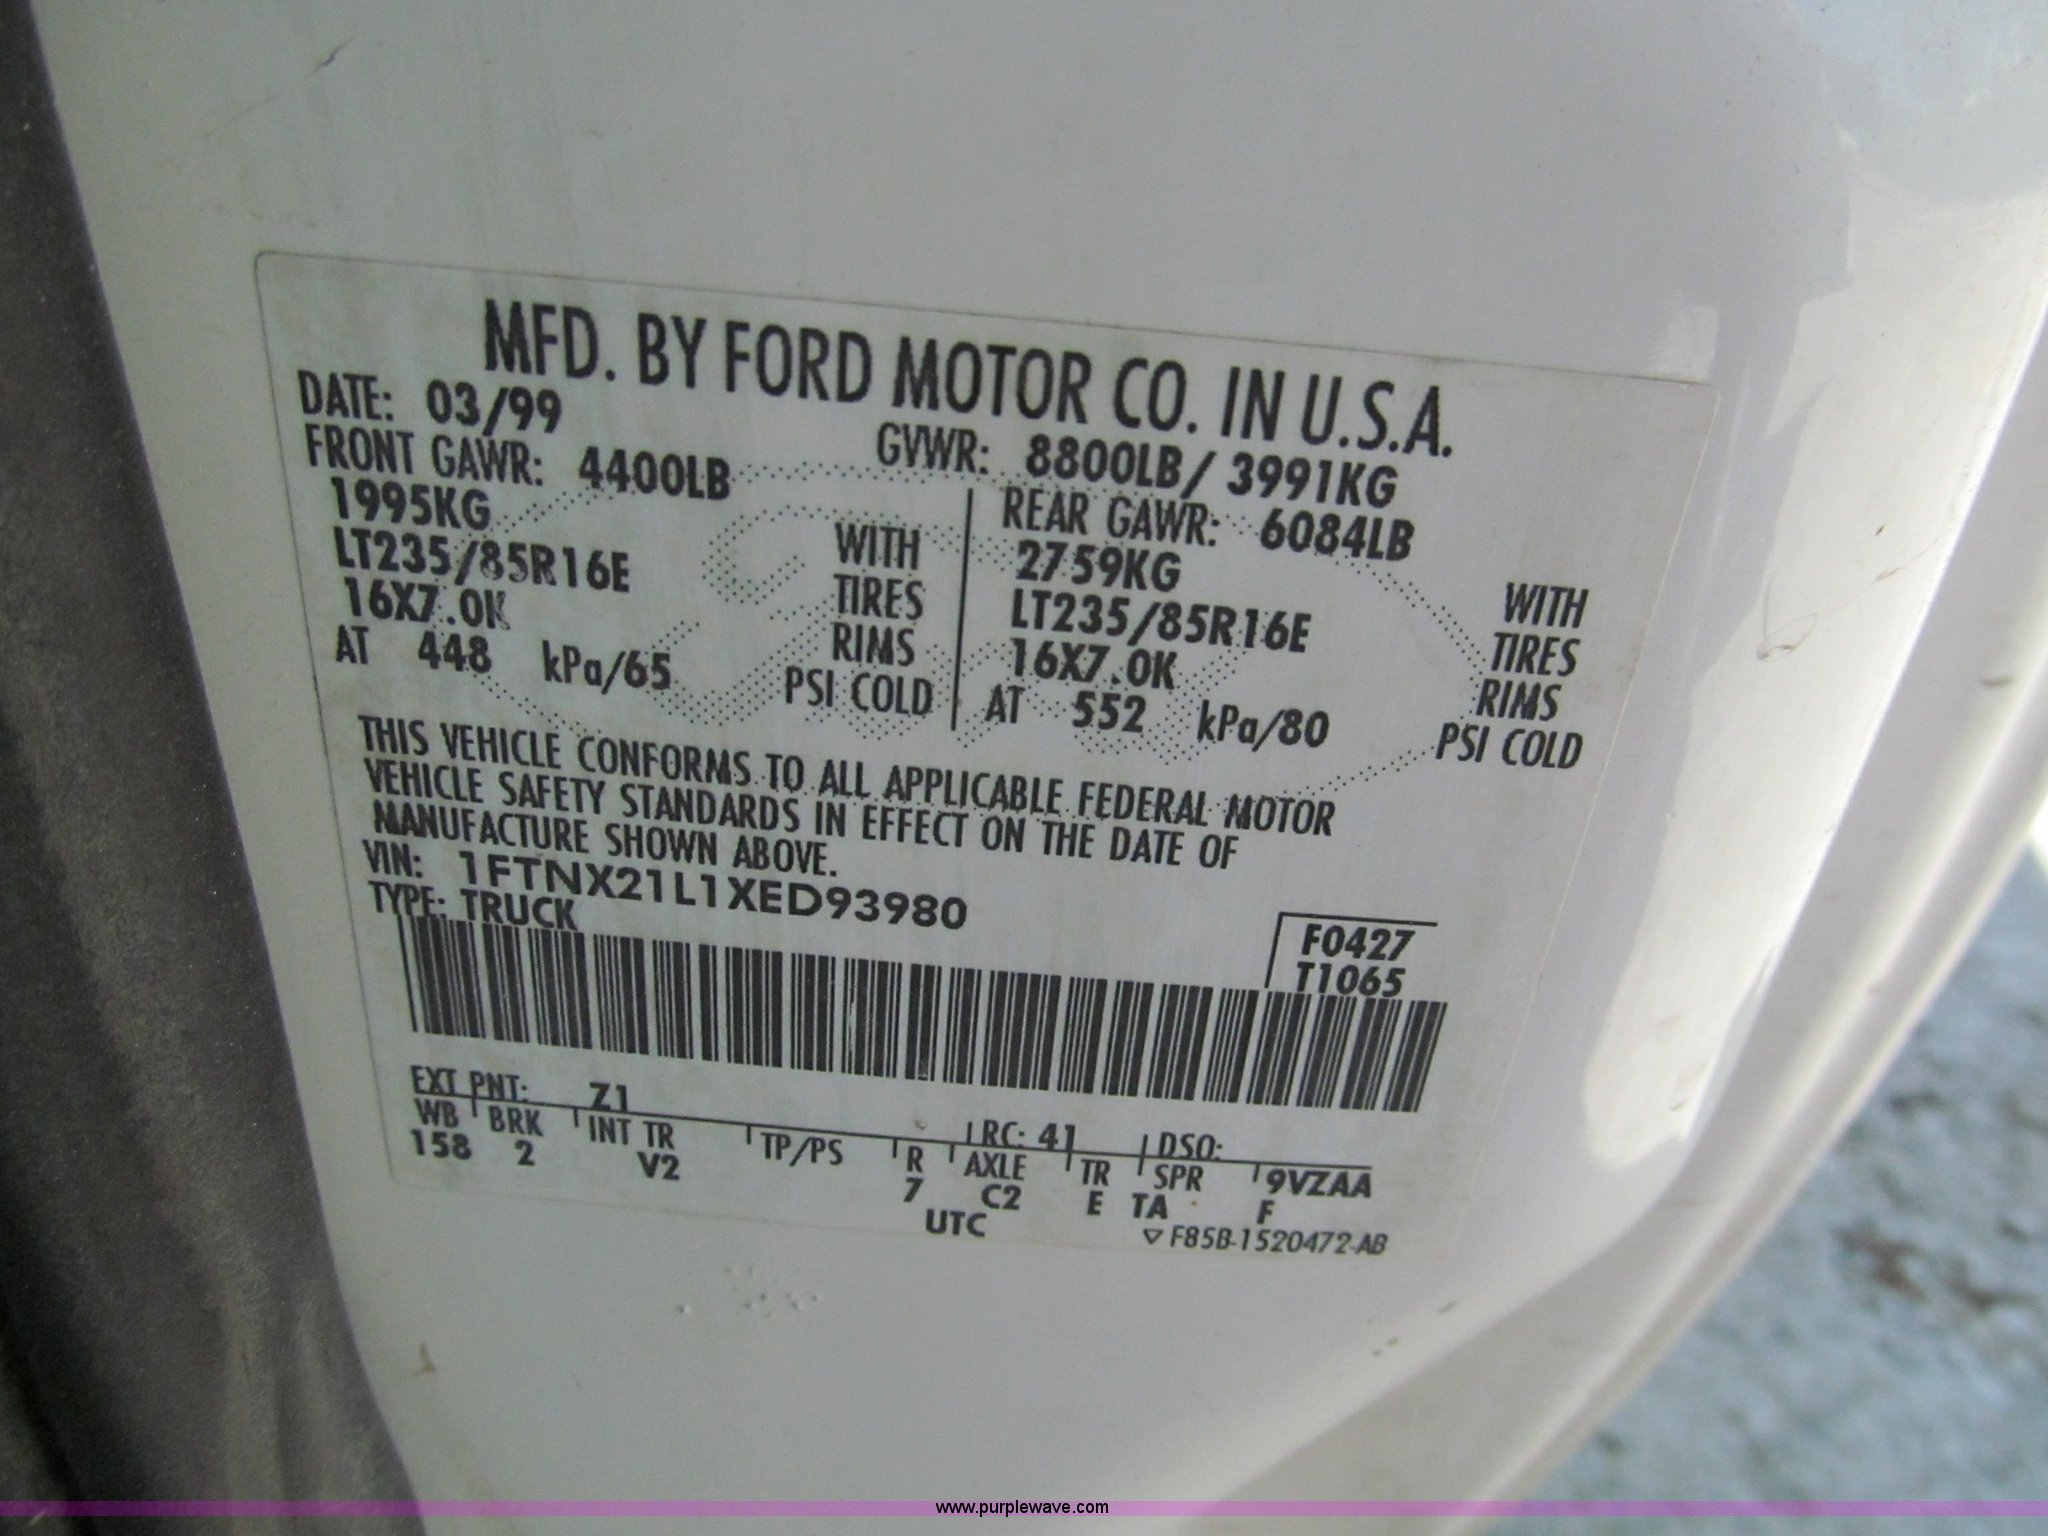 MFD. BY FORD MOTOR CO. IN U.S.A.
DATE: 03/99
GVWR: 8800LB/ 3991KG
FRONT GAWR: 4400LB
1995KG
WITH
LT235/85R16E
TIRES
16X7.0K
RIMS
AT 448 kPa/65
PSI COLD
REAR GAWR: 6084LB
2759KG
WITH
LT235/85R16E
TIRES
16X7.0K
RIMS
AT 552 kPa/80
PSI COLD
THIS VEHICLE CONFORMS TO ALL APPLICABLE FEDERAL MOTOR
VEHICLE SAFETY STANDARDS IN EFFECT ON THE DATE OF
MANUFACTURE SHOWN ABOVE.
VIN: 1FTNX21L1XED93980
TYPE: TRUCK
F0427
T1065
EXT PNT: Z1
RC: 41 DSO:
WB BRK INT TR TP/PS R AXLE TR SPR 9VZAA
158 2 V2 7 C2 E TA F
UTC
▽ F85B-1520472-AB
www.purplewave.com